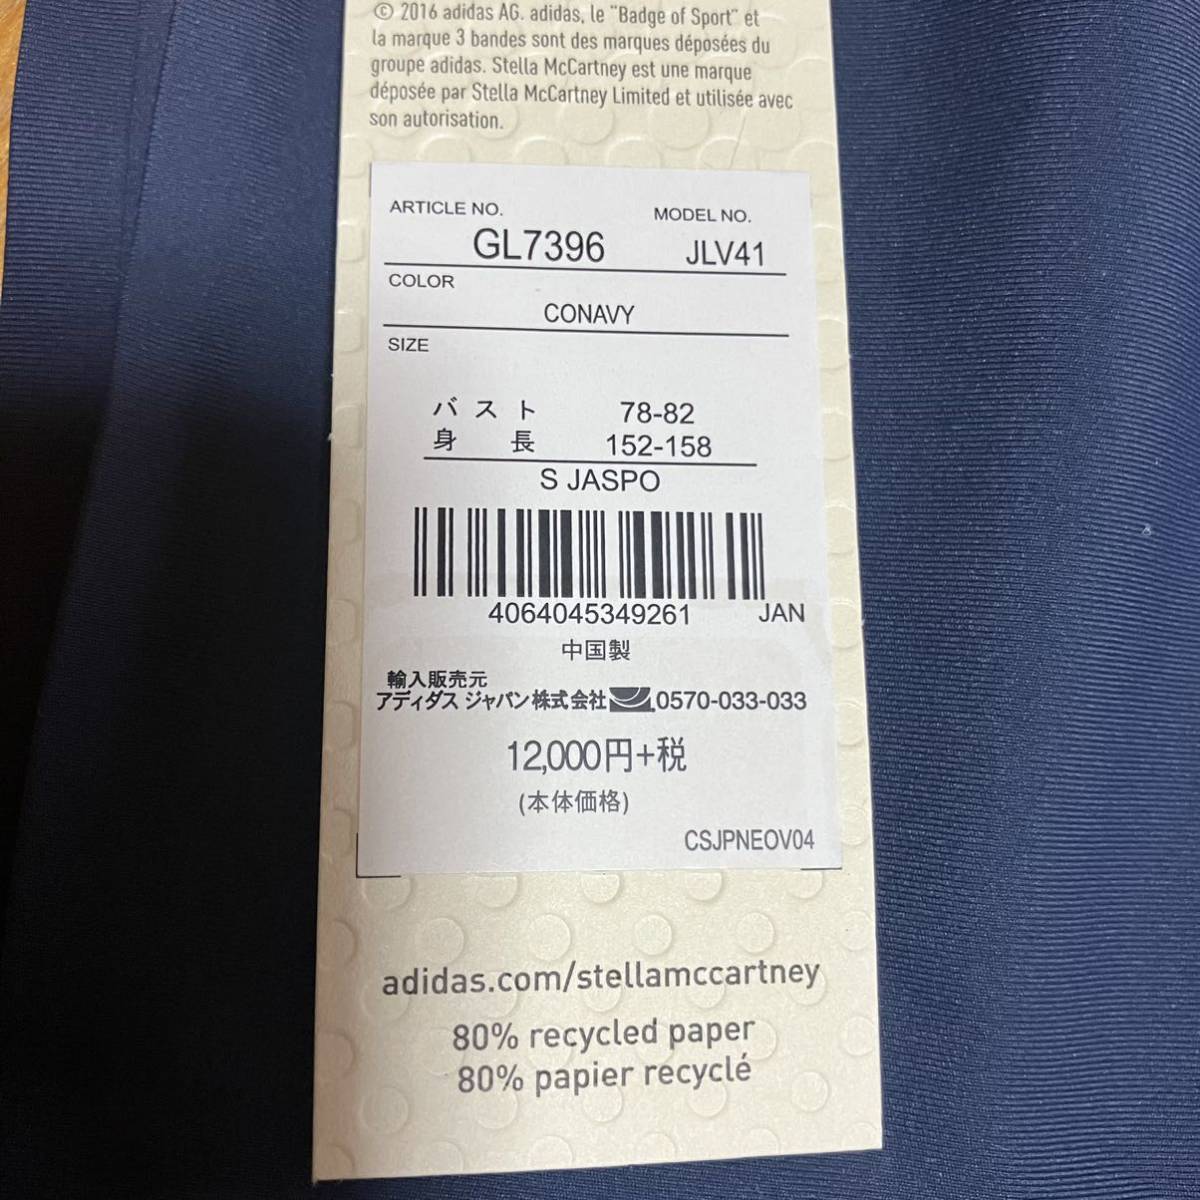 © 2016 adidas AG. adidas, le "Badge of Sport" et
la marque 3 bandes sont des marques déposées du
groupe adidas. Stella McCartney est une marque
déposée par Stella McCartney Limited et utilisée avec
son autorisation.
ARTICLE NO. MODEL NO.
GL7396 JLV41
COLOR
CONAVY
SIZE
バスト 78-82
身長 152-158
S JASPO
4064045349261 JAN
中国製
輸入販売元
アディダス ジャパン株式会社 0570-033-033
12,000円+税
(本体価格)
CSJPNEOV04
adidas.com/stellamccartney
80% recycled paper
80% papier recyclé